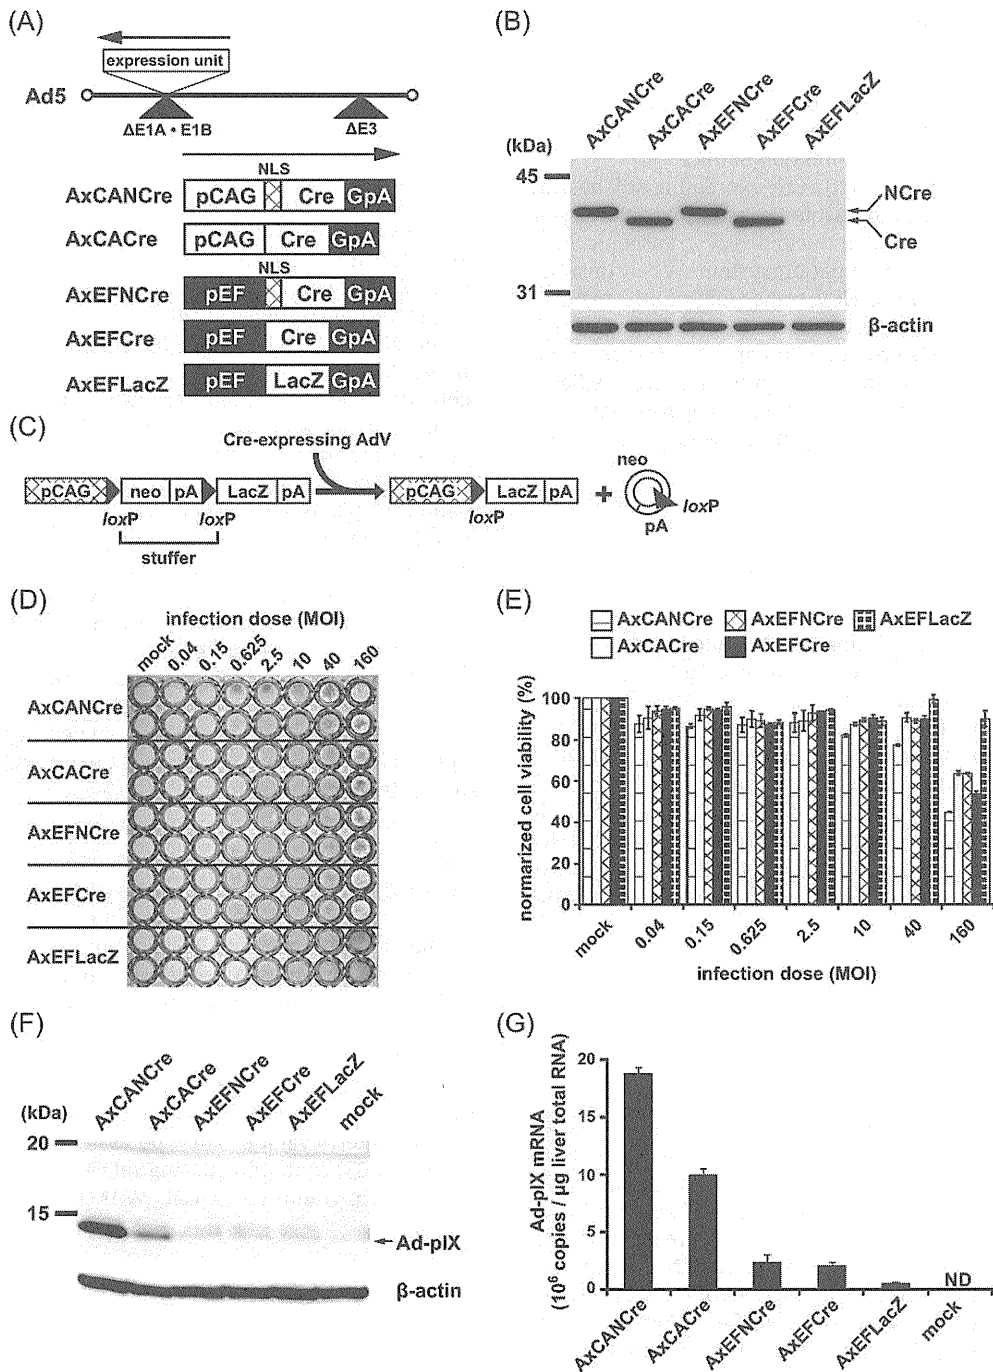 (A)
expression unit
Ad5
ΔE1A • E1B
ΔE3
NLS
AxCANCre
pCAG
Cre
GpA
AxCACre
pCAG
Cre
GpA
NLS
AxEFNCre
pEF
Cre
GpA
AxEFCre
pEF
Cre
GpA
AxEFLacZ
pEF
LacZ
GpA
(B)
AxCANCre
AxCACre
AxEFNCre
AxEFCre
AxEFLacZ
(kDa)
45
31
NCre
Cre
β-actin
(C)
Cre-expressing AdV
pCAG
neo
pA
LacZ
pA
loxP
loxP
stuffer
pCAG
LacZ
pA
loxP
+
neo
pA
loxP
(D)
infection dose (MOI)
mock
0.04
0.15
0.625
2.5
10
40
160
AxCANCre
AxCACre
AxEFNCre
AxEFCre
AxEFLacZ
(E)
AxCANCre
AxEFNCre
AxEFLacZ
AxCACre
AxEFCre
normarized cell viability (%)
100
80
60
40
20
0
mock
0.04
0.15
0.625
2.5
10
40
160
infection dose (MOI)
(F)
AxCANCre
AxCACre
AxEFNCre
AxEFCre
AxEFLacZ
mock
(kDa)
20
15
Ad-pIX
β-actin
(G)
Ad-pIX mRNA
(10⁶ copies / μg liver total RNA)
20
15
10
5
0
ND
AxCANCre
AxCACre
AxEFNCre
AxEFCre
AxEFLacZ
mock